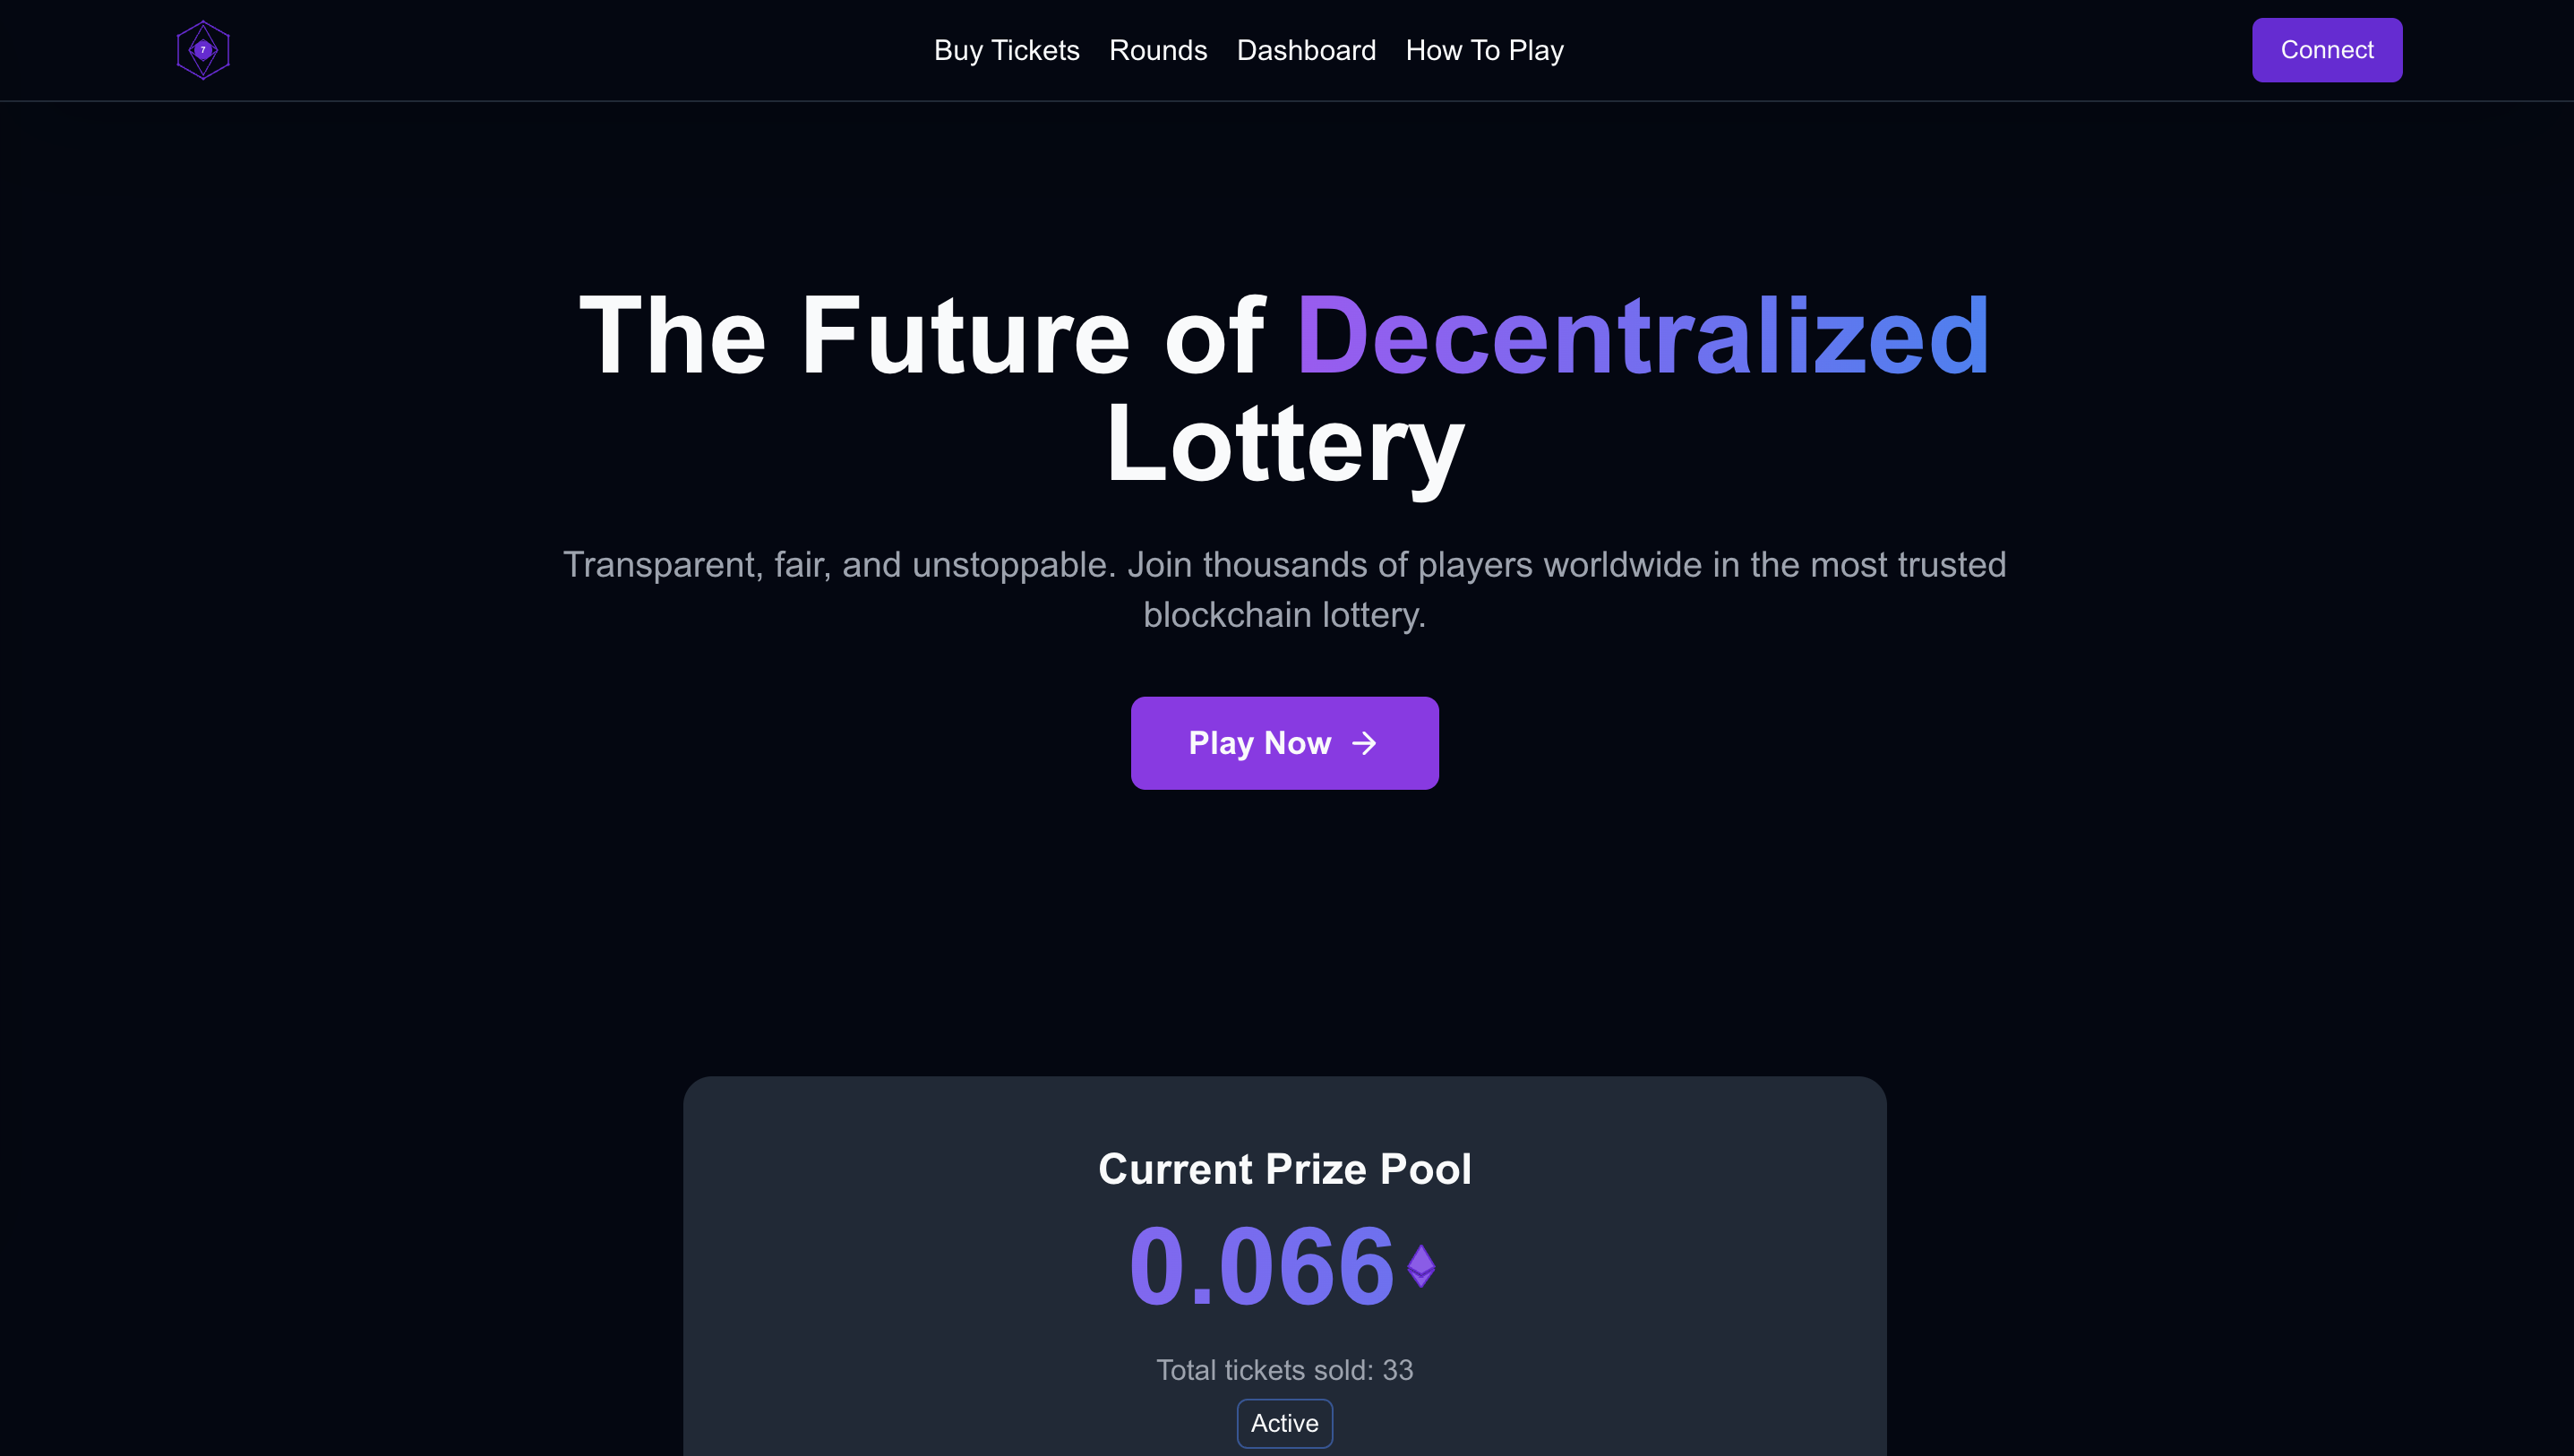 7
Buy Tickets Rounds Dashboard How To Play
Connect
The Future of Decentralized
Lottery
Transparent, fair, and unstoppable. Join thousands of players worldwide in the most trusted
blockchain lottery.
Play Now
Current Prize Pool
0.066
Total tickets sold: 33
Active